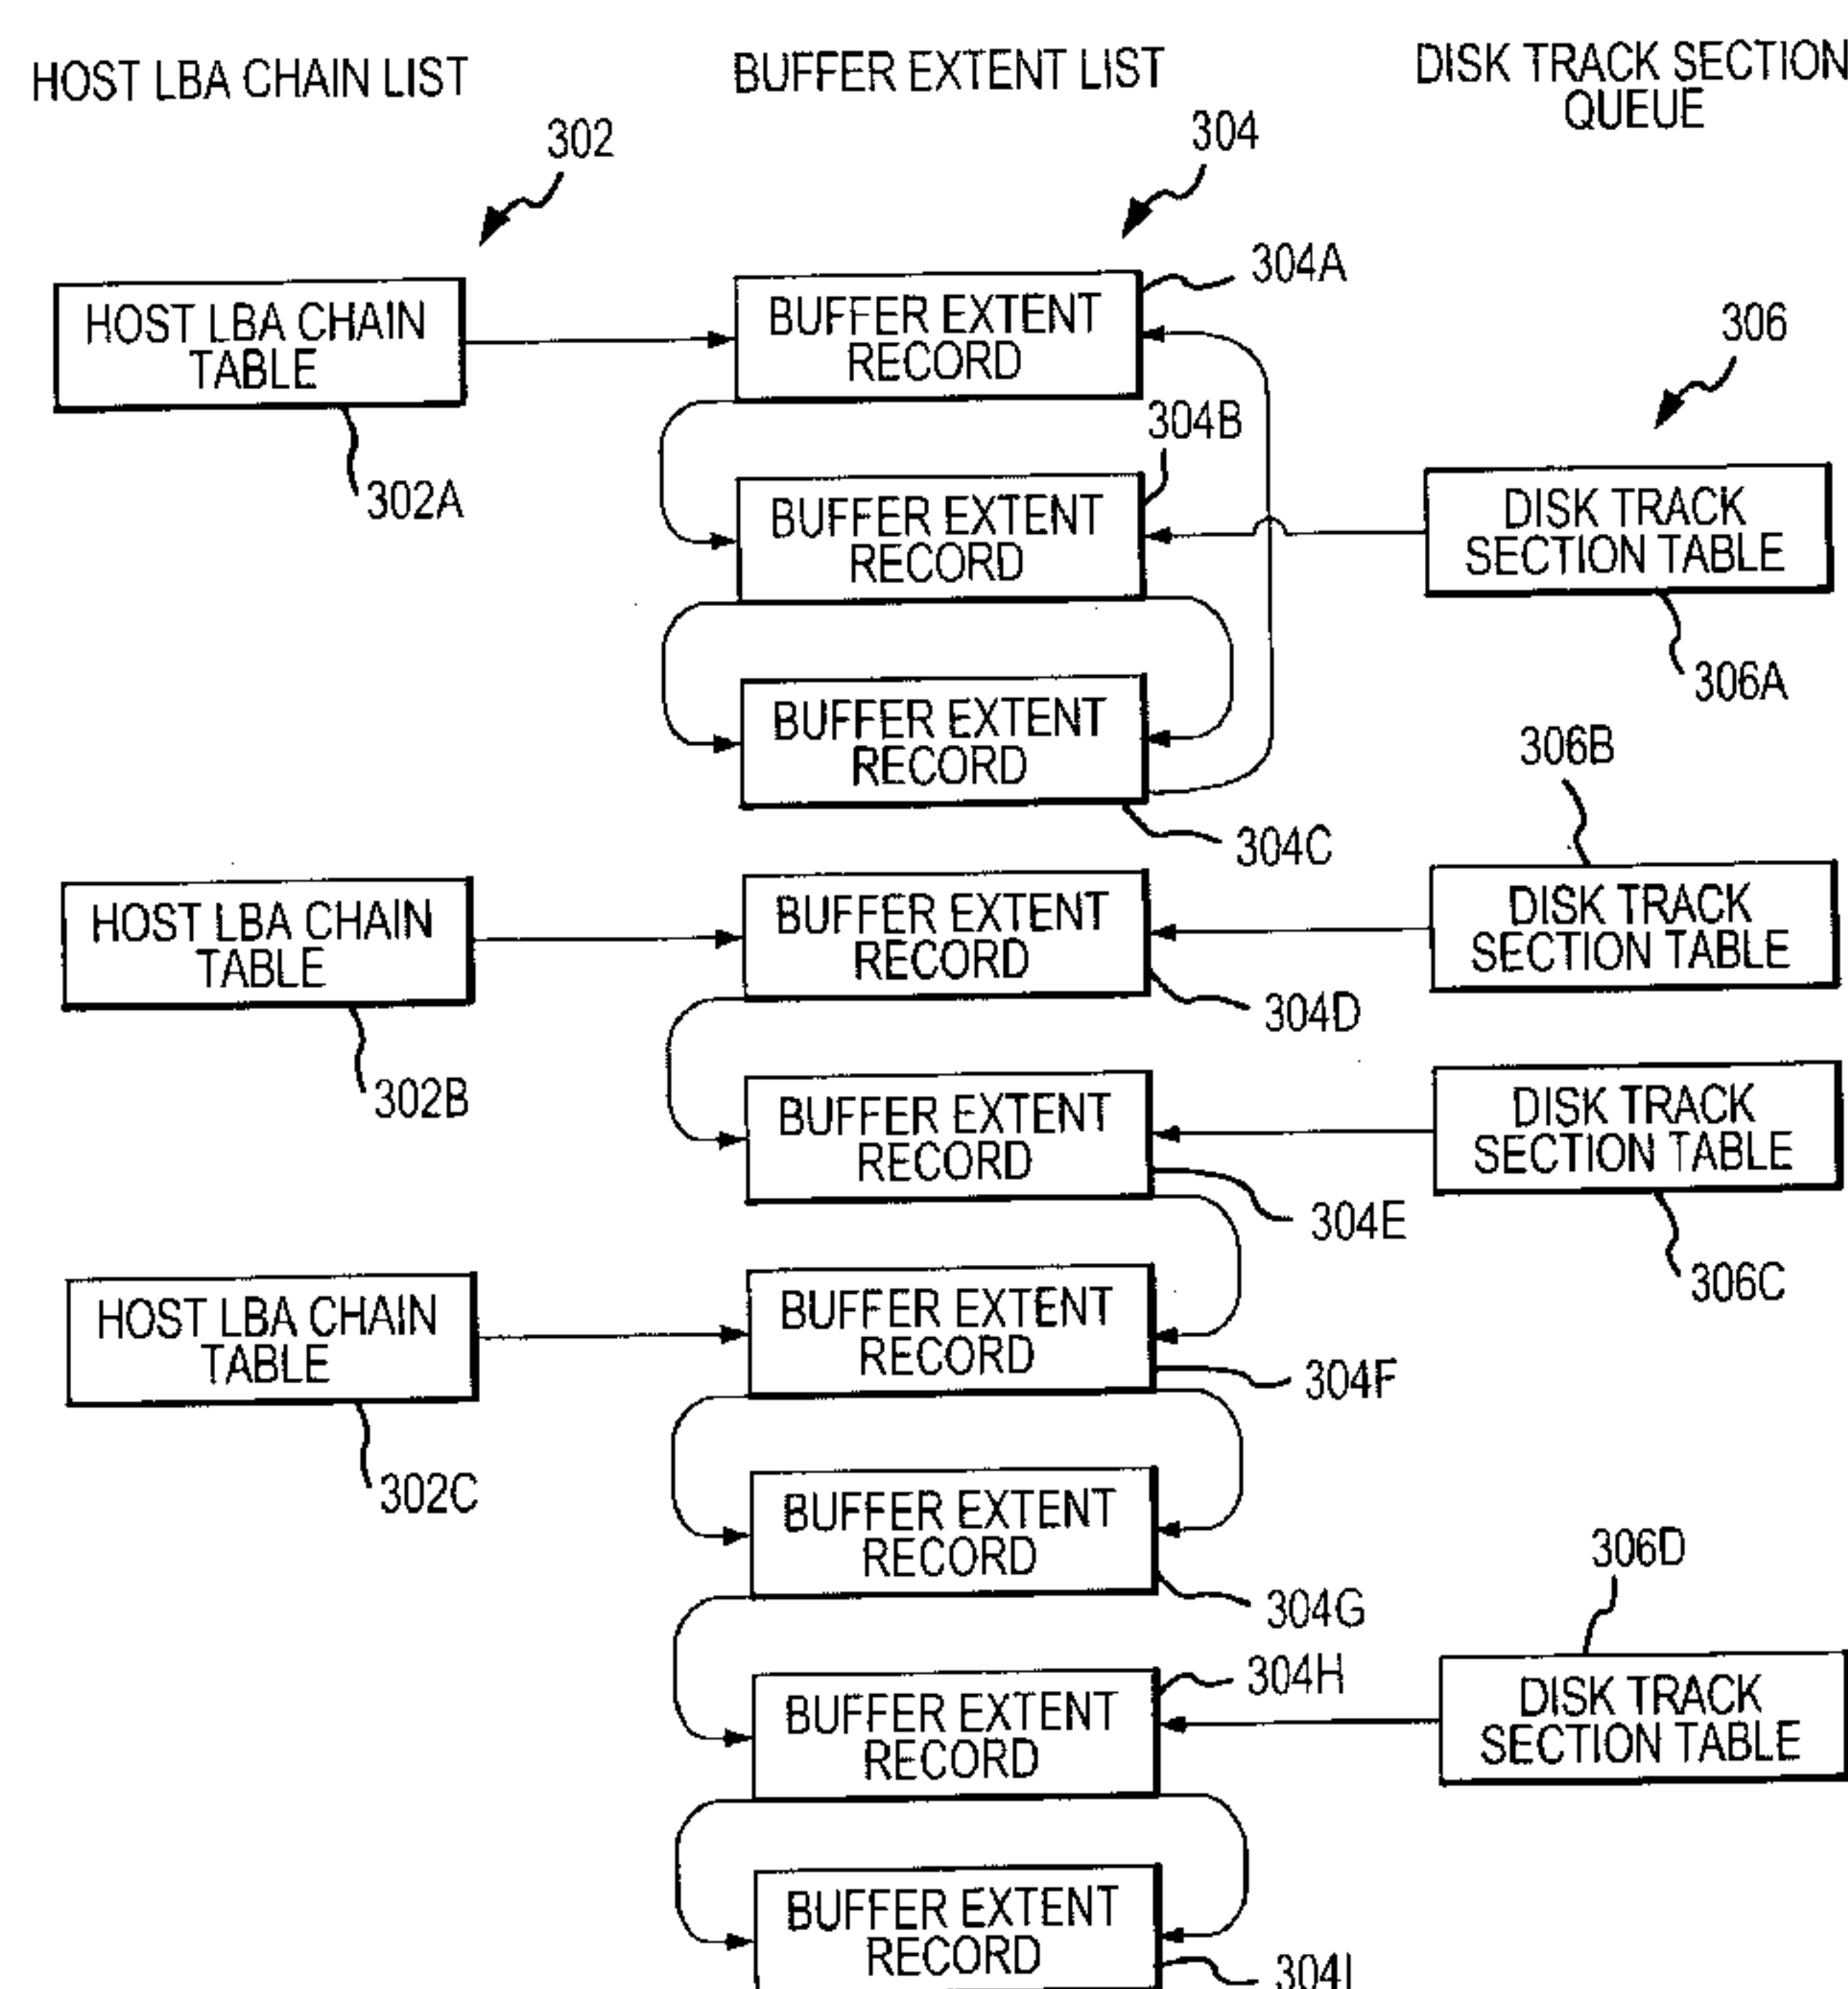 HOST LBA CHAIN LIST
BUFFER EXTENT LIST
DISK TRACK SECTION
QUEUE
302
304
306
HOST LBA CHAIN
TABLE
302A
BUFFER EXTENT
RECORD
304A
BUFFER EXTENT
RECORD
304B
DISK TRACK
SECTION TABLE
306A
BUFFER EXTENT
RECORD
304C
HOST LBA CHAIN
TABLE
302B
BUFFER EXTENT
RECORD
304D
DISK TRACK
SECTION TABLE
306B
BUFFER EXTENT
RECORD
304E
DISK TRACK
SECTION TABLE
306C
HOST LBA CHAIN
TABLE
302C
BUFFER EXTENT
RECORD
304F
BUFFER EXTENT
RECORD
304G
BUFFER EXTENT
RECORD
304H
DISK TRACK
SECTION TABLE
306D
BUFFER EXTENT
RECORD
304I